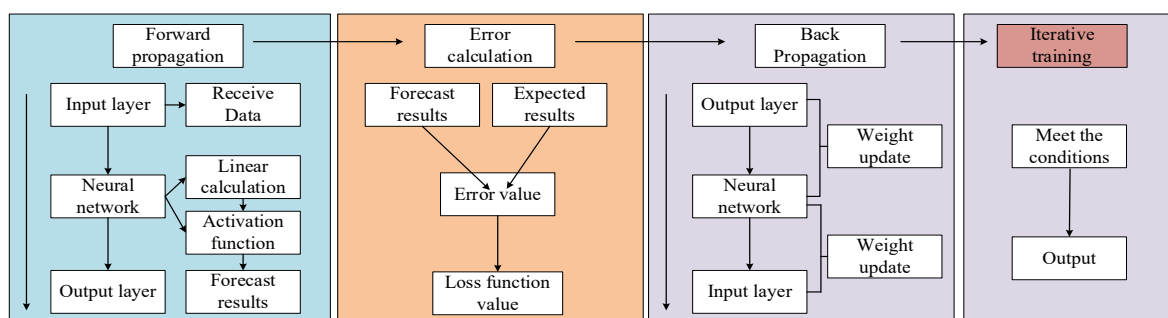 Forward
propagation
Error
calculation
Back
Propagation
Iterative
training
Input layer
Receive
Data
Neural
network
Linear
calculation
Activation
function
Output layer
Forecast
results
Forecast
results
Expected
results
Error value
Loss function
value
Output layer
Weight
update
Neural
network
Weight
update
Input layer
Meet the
conditions
Output